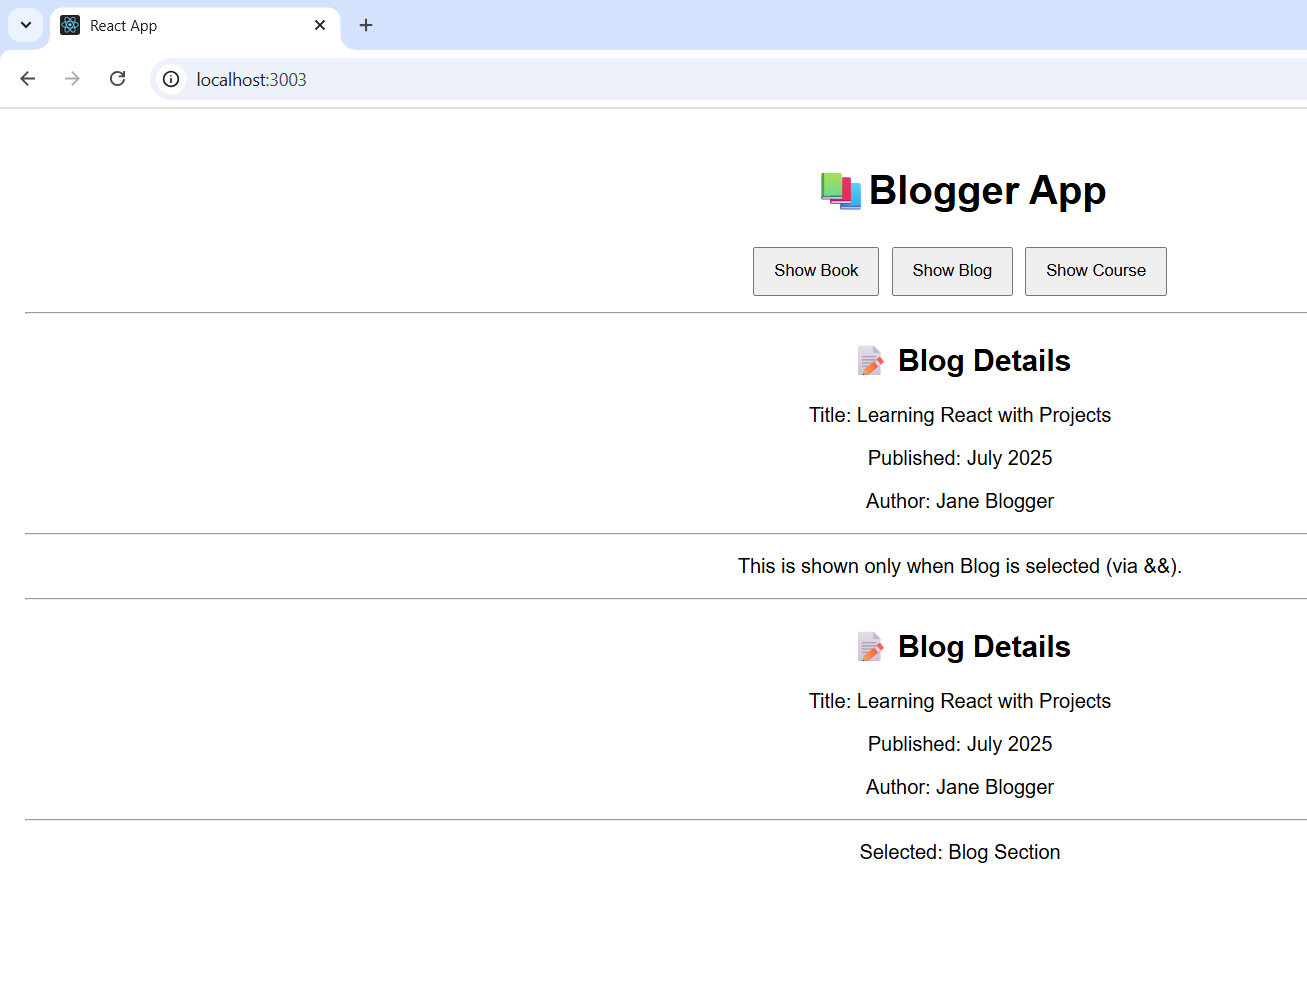 React App
localhost:3003
Blogger App
Show Book Show Blog Show Course
Blog Details
Title: Learning React with Projects
Published: July 2025
Author: Jane Blogger
This is shown only when Blog is selected (via &&).
Blog Details
Title: Learning React with Projects
Published: July 2025
Author: Jane Blogger
Selected: Blog Section